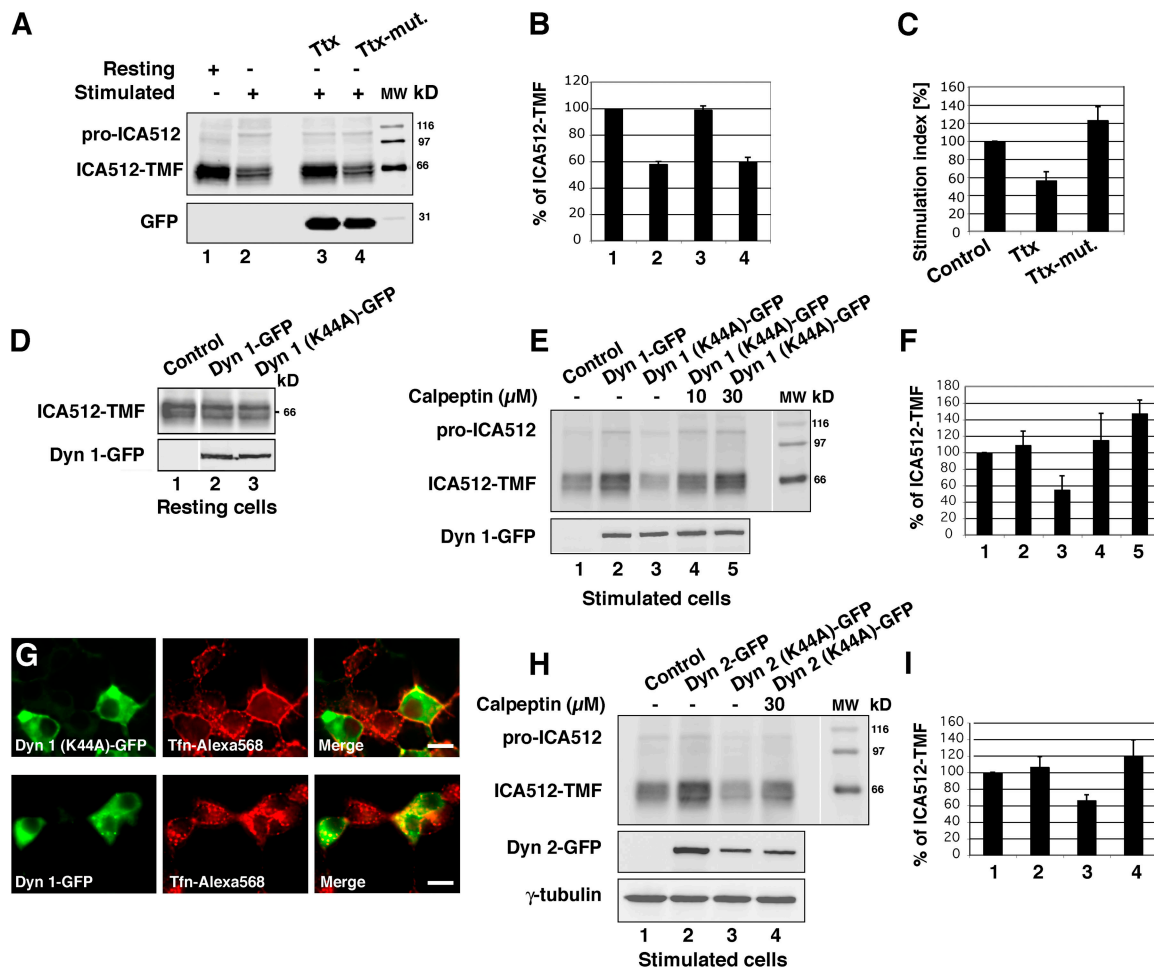 A
Ttx
Ttx-mut.
Resting + - - -
Stimulated - + + + MW kD
pro-ICA512
116
97
ICA512-TMF
66
GFP
31
1 2 3 4
B
% of ICA512-TMF
120
100
80
60
40
20
0
1 2 3 4
C
Stimulation index [%]
160
140
120
100
80
60
40
20
0
Control
Ttx
Ttx-mut.
D
Control
Dyn 1-GFP
Dyn 1 (K44A)-GFP
kD
ICA512-TMF
- 66
Dyn 1-GFP
1 2 3
Resting cells
E
Control
Dyn 1-GFP
Dyn 1 (K44A)-GFP
Dyn 1 (K44A)-GFP
Dyn 1 (K44A)-GFP
Calpeptin (µM) - - - 10 30 MW kD
pro-ICA512
116
97
ICA512-TMF
66
Dyn 1-GFP
1 2 3 4 5
Stimulated cells
F
% of ICA512-TMF
180
160
140
120
100
80
60
40
20
0
1 2 3 4 5
G
Dyn 1 (K44A)-GFP
Tfn-Alexa568
Merge
Dyn 1-GFP
Tfn-Alexa568
Merge
H
Control
Dyn 2-GFP
Dyn 2 (K44A)-GFP
Dyn 2 (K44A)-GFP
Calpeptin (µM) - - - 30 MW kD
pro-ICA512
116
97
ICA512-TMF
66
Dyn 2-GFP
γ-tubulin
1 2 3 4
Stimulated cells
I
% of ICA512-TMF
160
140
120
100
80
60
40
20
0
1 2 3 4